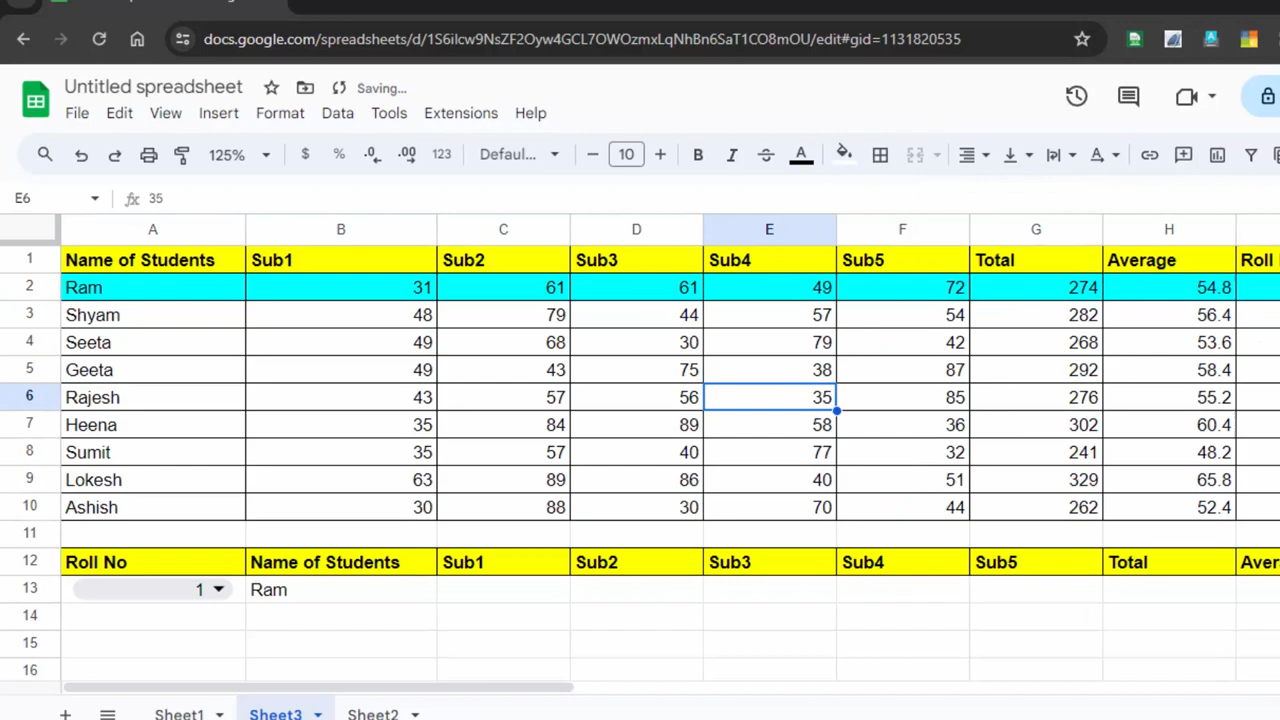 docs.google.com/spreadsheets/d/1S6ilcw9NsZF2Oyw4GCL7OWOzmxLqNhBn6SaT1CO8mOU/edit#gid=1131820535
Untitled spreadsheet Saving...
File Edit View Insert Format Data Tools Extensions Help
125% $ % .0 .00 123 Defaul... 10 B I A A
E6 fx 35
A B C D E F G H
1 Name of Students Sub1 Sub2 Sub3 Sub4 Sub5 Total Average Roll
2 Ram 31 61 61 49 72 274 54.8
3 Shyam 48 79 44 57 54 282 56.4
4 Seeta 49 68 30 79 42 268 53.6
5 Geeta 49 43 75 38 87 292 58.4
6 Rajesh 43 57 56 35 85 276 55.2
7 Heena 35 84 89 58 36 302 60.4
8 Sumit 35 57 40 77 32 241 48.2
9 Lokesh 63 89 86 40 51 329 65.8
10 Ashish 30 88 30 70 44 262 52.4
11
12 Roll No Name of Students Sub1 Sub2 Sub3 Sub4 Sub5 Total Aver
13 1 Ram
14
15
16
Sheet1 Sheet3 Sheet2